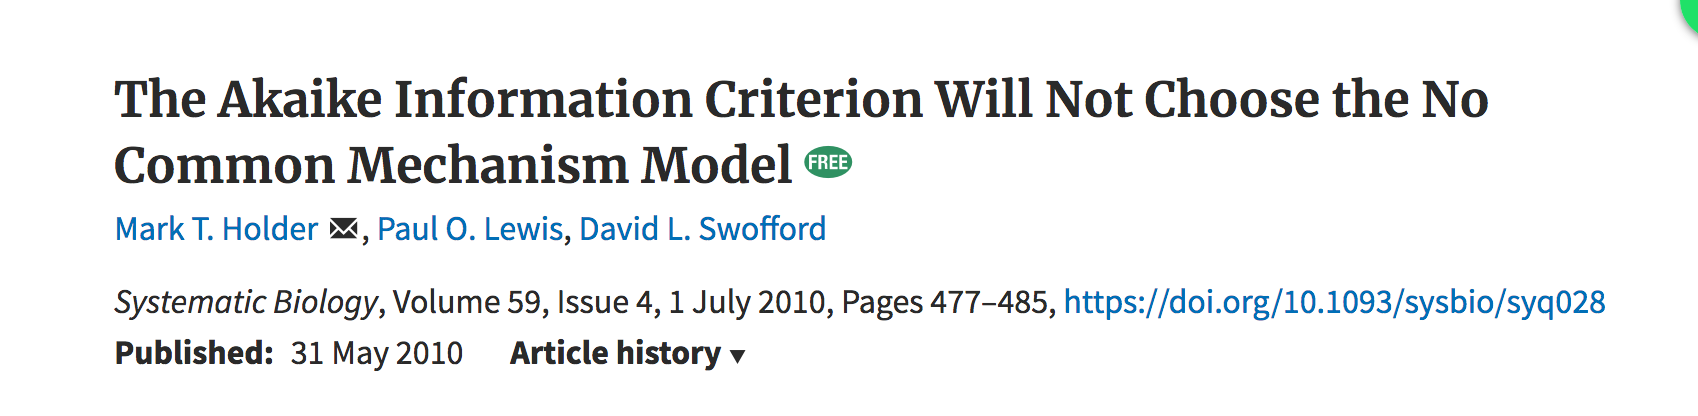 The Akaike Information Criterion Will Not Choose the No
Common Mechanism Model FREE
Mark T. Holder , Paul O. Lewis, David L. Swofford
Systematic Biology, Volume 59, Issue 4, 1 July 2010, Pages 477–485, https://doi.org/10.1093/sysbio/syq028
Published: 31 May 2010 Article history ▼